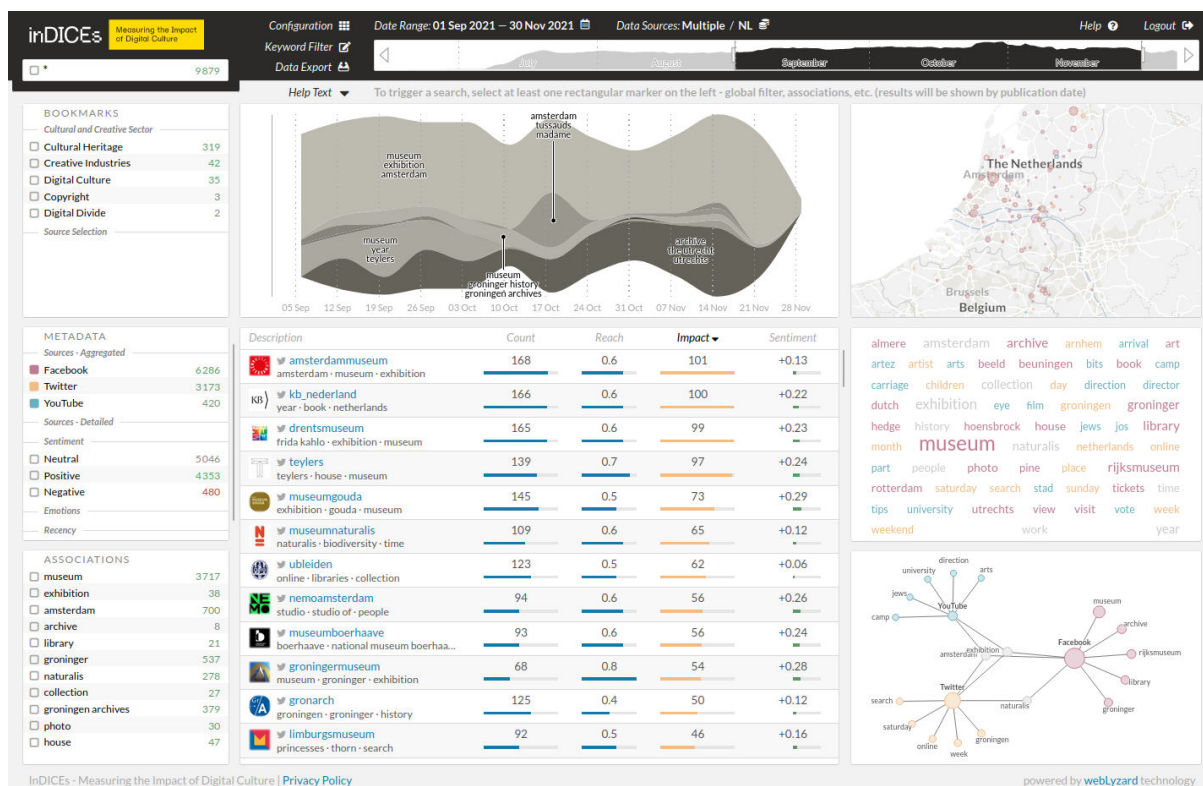 inDICEs
Measuring the Impact
of Digital Culture
Configuration
Keyword Filter
Data Export
Date Range: 01 Sep 2021 — 30 Nov 2021
Data Sources: Multiple / NL
Help
Logout
July
August
September
October
November
* 9879
Help Text
To trigger a search, select at least one rectangular marker on the left - global filter, associations, etc. (results will be shown by publication date)
BOOKMARKS
Cultural and Creative Sector
Cultural Heritage 319
Creative Industries 42
Digital Culture 35
Copyright 3
Digital Divide 2
Source Selection
METADATA
Sources - Aggregated
Facebook 6286
Twitter 3173
YouTube 420
Sources - Detailed
Sentiment
Neutral 5046
Positive 4353
Negative 480
Emotions
Recency
ASSOCIATIONS
museum 3717
exhibition 38
amsterdam 700
archive 8
library 21
groninger 537
naturalis 278
collection 27
groningen archives 379
photo 30
house 47
amsterdam
tussauds
madame
museum
exhibition
amsterdam
museum
year
teylers
archive
the utrecht
utrechts
museum
groninger history
groningen archives
05 Sep 12 Sep 19 Sep 26 Sep 03 Oct 10 Oct 17 Oct 24 Oct 31 Oct 07 Nov 14 Nov 21 Nov 28 Nov
Description Count Reach Impact Sentiment
amsterdammuseum 168 0.6 101 +0.13
amsterdam · museum · exhibition
KB kb_nederland 166 0.6 100 +0.22
year · book · netherlands
drentsmuseum 165 0.6 99 +0.23
frida kahlo · exhibition · museum
teylers 139 0.7 97 +0.24
teylers · house · museum
museumgouda 145 0.5 73 +0.29
exhibition · gouda · museum
museumnaturalis 109 0.6 65 +0.12
naturalis · biodiversity · time
ubleiden 123 0.5 62 +0.06
online · libraries · collection
NEMO nemoamsterdam 94 0.6 56 +0.26
studio · studio of · people
museumboerhaave 93 0.6 56 +0.24
boerhaave · national museum boerhaa...
groningermuseum 68 0.8 54 +0.28
museum · groninger · exhibition
gronarch 125 0.4 50 +0.12
groningen · groninger · history
limburgsmuseum 92 0.5 46 +0.16
princesses · thorn · search
The Netherlands
Amsterdam
Brussels
Belgium
almere amsterdam archive arnhem arrival art
artez artist arts beeld beuningen bits book camp
carriage children collection day direction director
dutch exhibition eye film groningen groninger
hedge history hoensbrock house jews jos library
month museum naturalis netherlands online
part people photo pine place rijksmuseum
rotterdam saturday search stad sunday tickets time
tips university utrechts view visit vote week
weekend work year
direction
university
arts
jews
YouTube
camp
museum
archive
Facebook
exhibition
amsterdam
rijksmuseum
library
Twitter
search
naturalis
groninger
saturday
groningen
online
week
InDICEs - Measuring the Impact of Digital Culture | Privacy Policy
powered by webLyzard technology